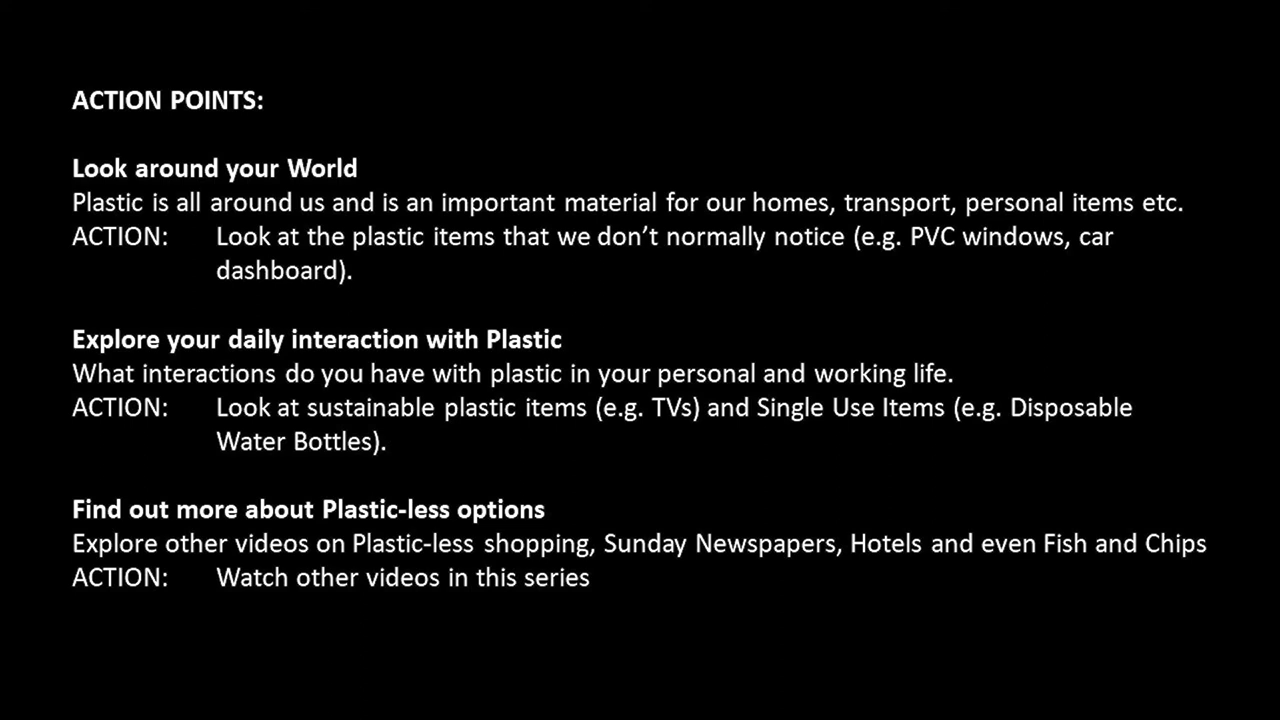 ACTION POINTS:
Look around your World
Plastic is all around us and is an important material for our homes, transport, personal items etc.
ACTION: Look at the plastic items that we don’t normally notice (e.g. PVC windows, car
dashboard).
Explore your daily interaction with Plastic
What interactions do you have with plastic in your personal and working life.
ACTION: Look at sustainable plastic items (e.g. TVs) and Single Use Items (e.g. Disposable
Water Bottles).
Find out more about Plastic-less options
Explore other videos on Plastic-less shopping, Sunday Newspapers, Hotels and even Fish and Chips
ACTION: Watch other videos in this series